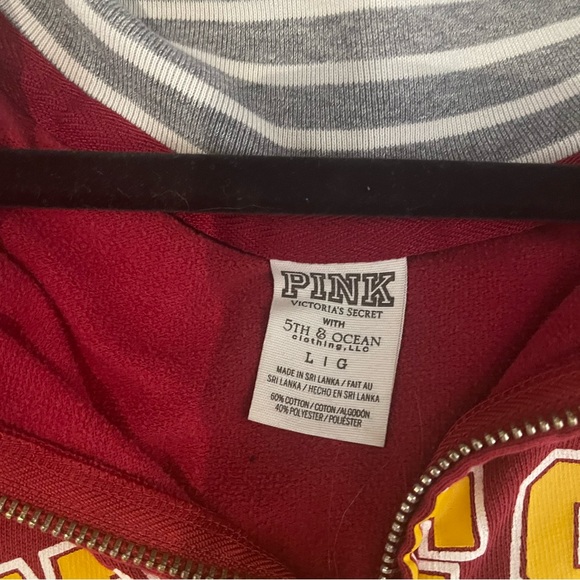 PINK
VICTORIA'S SECRET
WITH
5TH & OCEAN
clothing, LLC
L | G
MADE IN SRI LANKA / FAIT AU
SRI LANKA / HECHO EN SRI LANKA
60% COTTON / COTON / ALGODÓN
40% POLYESTER / POLIÉSTER